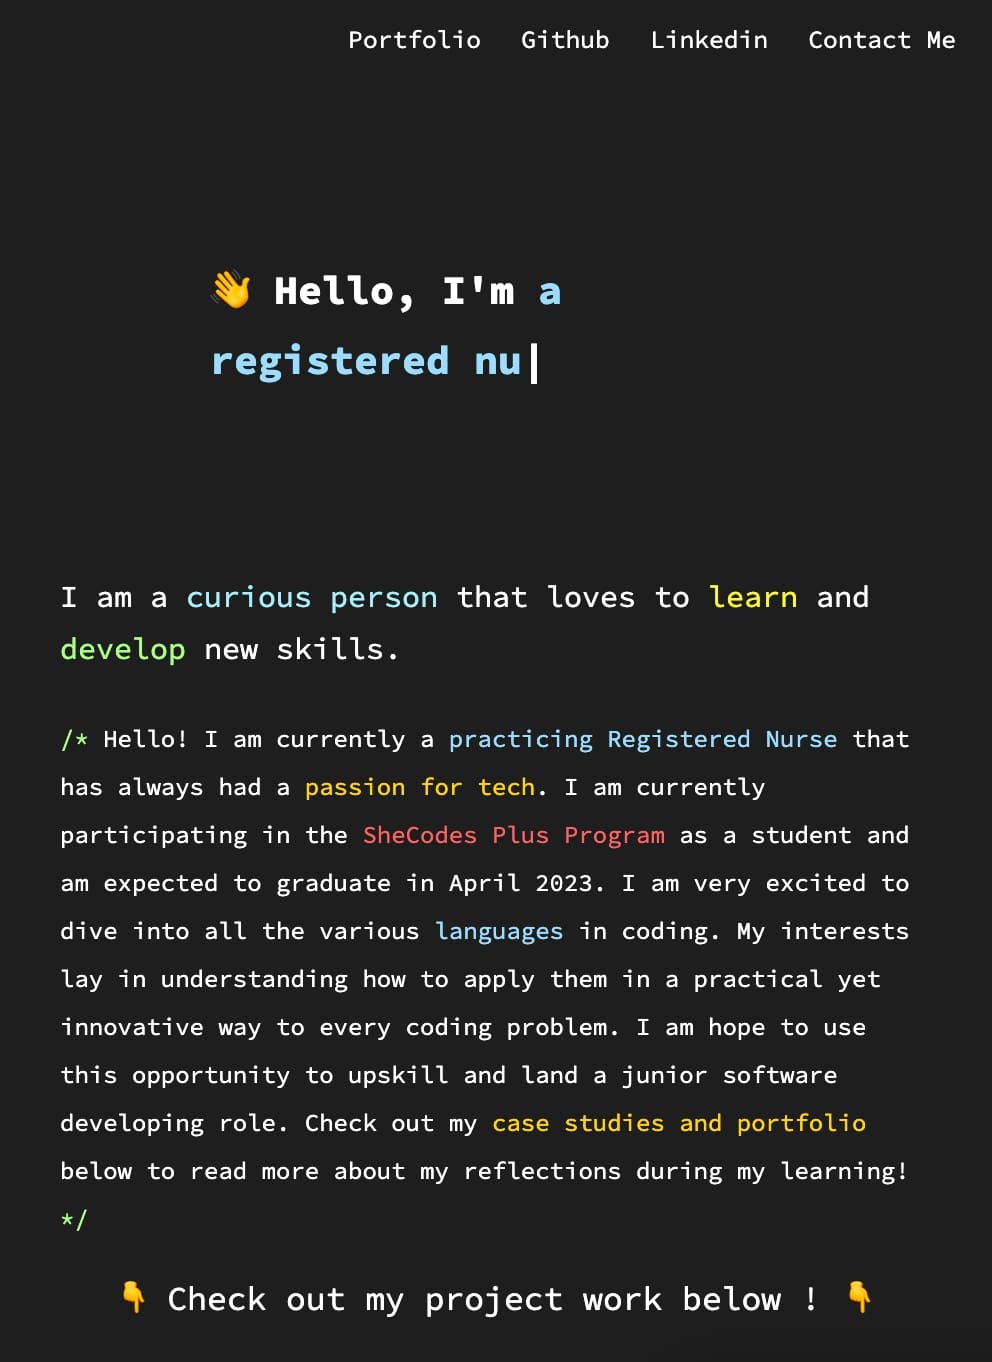 Portfolio Github Linkedin Contact Me
👋 Hello, I'm a
registered nu|
I am a curious person that loves to learn and
develop new skills.
/* Hello! I am currently a practicing Registered Nurse that
has always had a passion for tech. I am currently
participating in the SheCodes Plus Program as a student and
am expected to graduate in April 2023. I am very excited to
dive into all the various languages in coding. My interests
lay in understanding how to apply them in a practical yet
innovative way to every coding problem. I am hope to use
this opportunity to upskill and land a junior software
developing role. Check out my case studies and portfolio
below to read more about my reflections during my learning!
*/
👇 Check out my project work below ! 👇